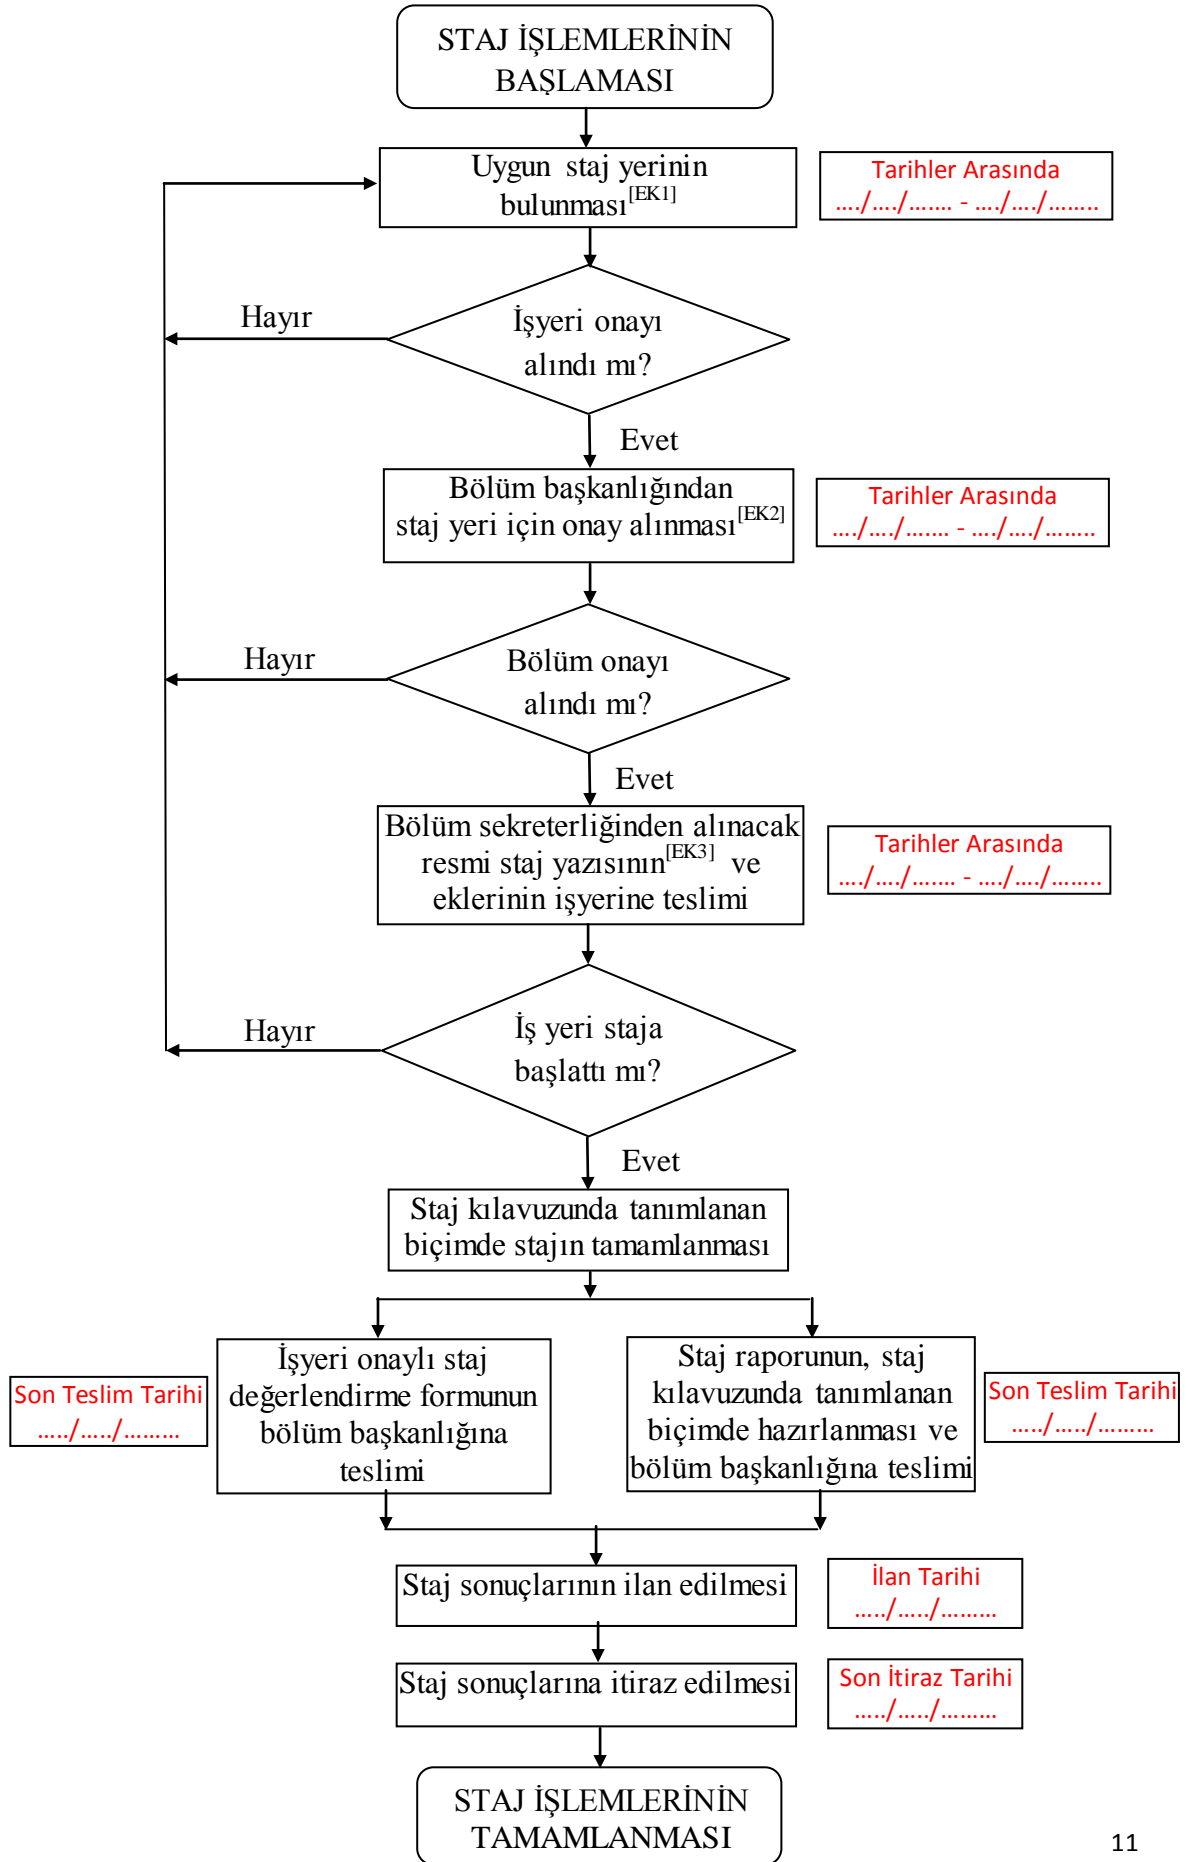 STAJ İŞLEMLERİNİN
BAŞLAMASI
Uygun staj yerinin
bulunması[EK1]
Tarihler Arasında
…./…./……. - …./…./……..
Hayır
İşyeri onayı
alındı mı?
Evet
Bölüm başkanlığından
staj yeri için onay alınması[EK2]
Tarihler Arasında
…./…./……. - …./…./……..
Hayır
Bölüm onayı
alındı mı?
Evet
Bölüm sekreterliğinden alınacak
resmi staj yazısının[EK3] ve
eklerinin işyerine teslimi
Tarihler Arasında
…./…./……. - …./…./……..
Hayır
İş yeri staja
başlattı mı?
Evet
Staj kılavuzunda tanımlanan
biçimde stajın tamamlanması
Son Teslim Tarihi
…../…../………
İşyeri onaylı staj
değerlendirme formunun
bölüm başkanlığına
teslimi
Staj raporunun, staj
kılavuzunda tanımlanan
biçimde hazırlanması ve
bölüm başkanlığına teslimi
Son Teslim Tarihi
…../…../………
Staj sonuçlarının ilan edilmesi
İlan Tarihi
…../…../………
Staj sonuçlarına itiraz edilmesi
Son İtiraz Tarihi
…../…../………
STAJ İŞLEMLERİNİN
TAMAMLANMASI
11